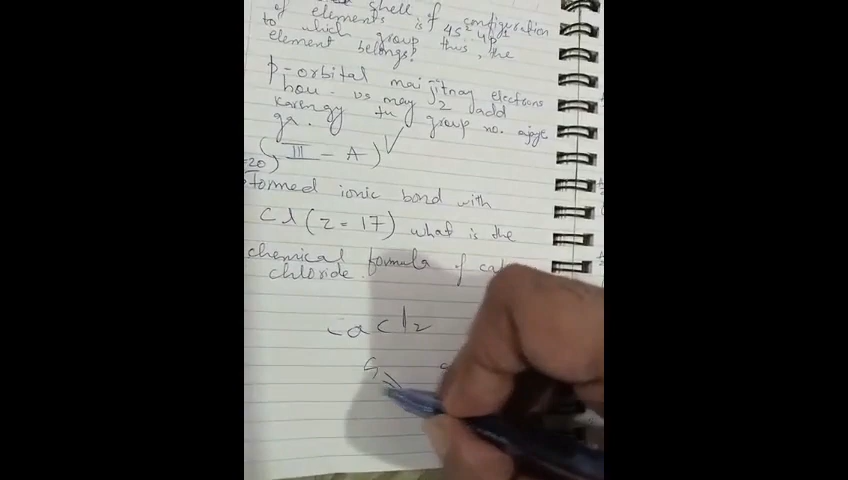 shell if configuration
of elements is 4s² 4p¹
to which group thus, the
element belongs?
p-orbital mai jitnay electrons
hou. us may 2 add
karengy tu group no. ajaye
ga.
(III - A) ✓
20)
formed ionic bond with
Cl (Z = 17) what is the
chemical formula of cal
chloride.
CaCl₂
S